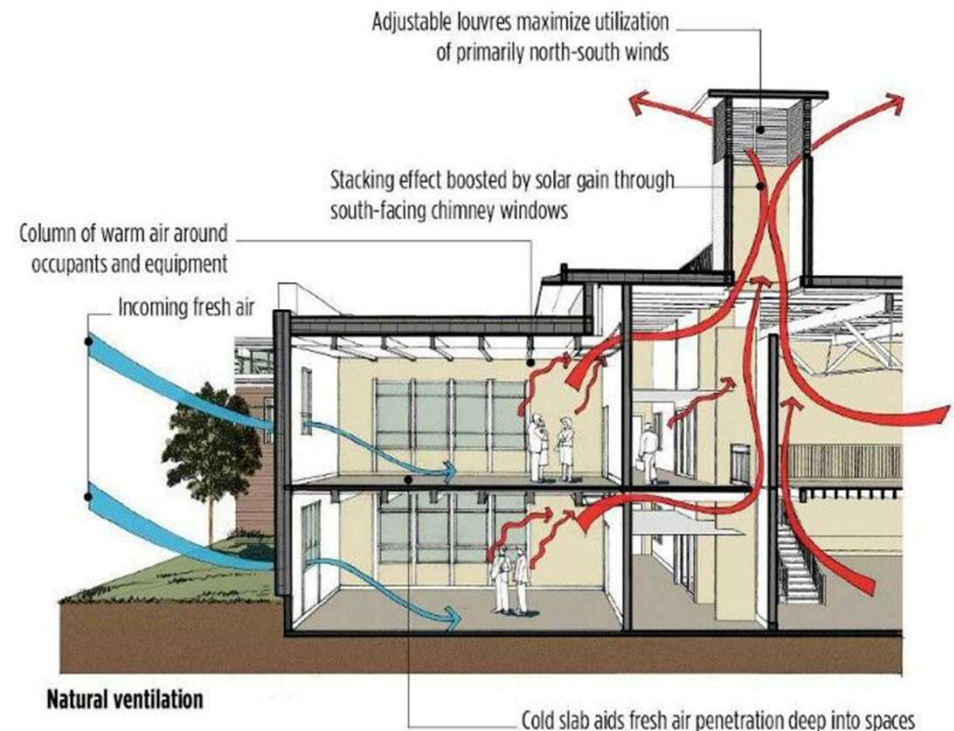 Adjustable louvres maximize utilization
of primarily north-south winds
Stacking effect boosted by solar gain through
south-facing chimney windows
Column of warm air around
occupants and equipment
Incoming fresh air
Natural ventilation
Cold slab aids fresh air penetration deep into spaces